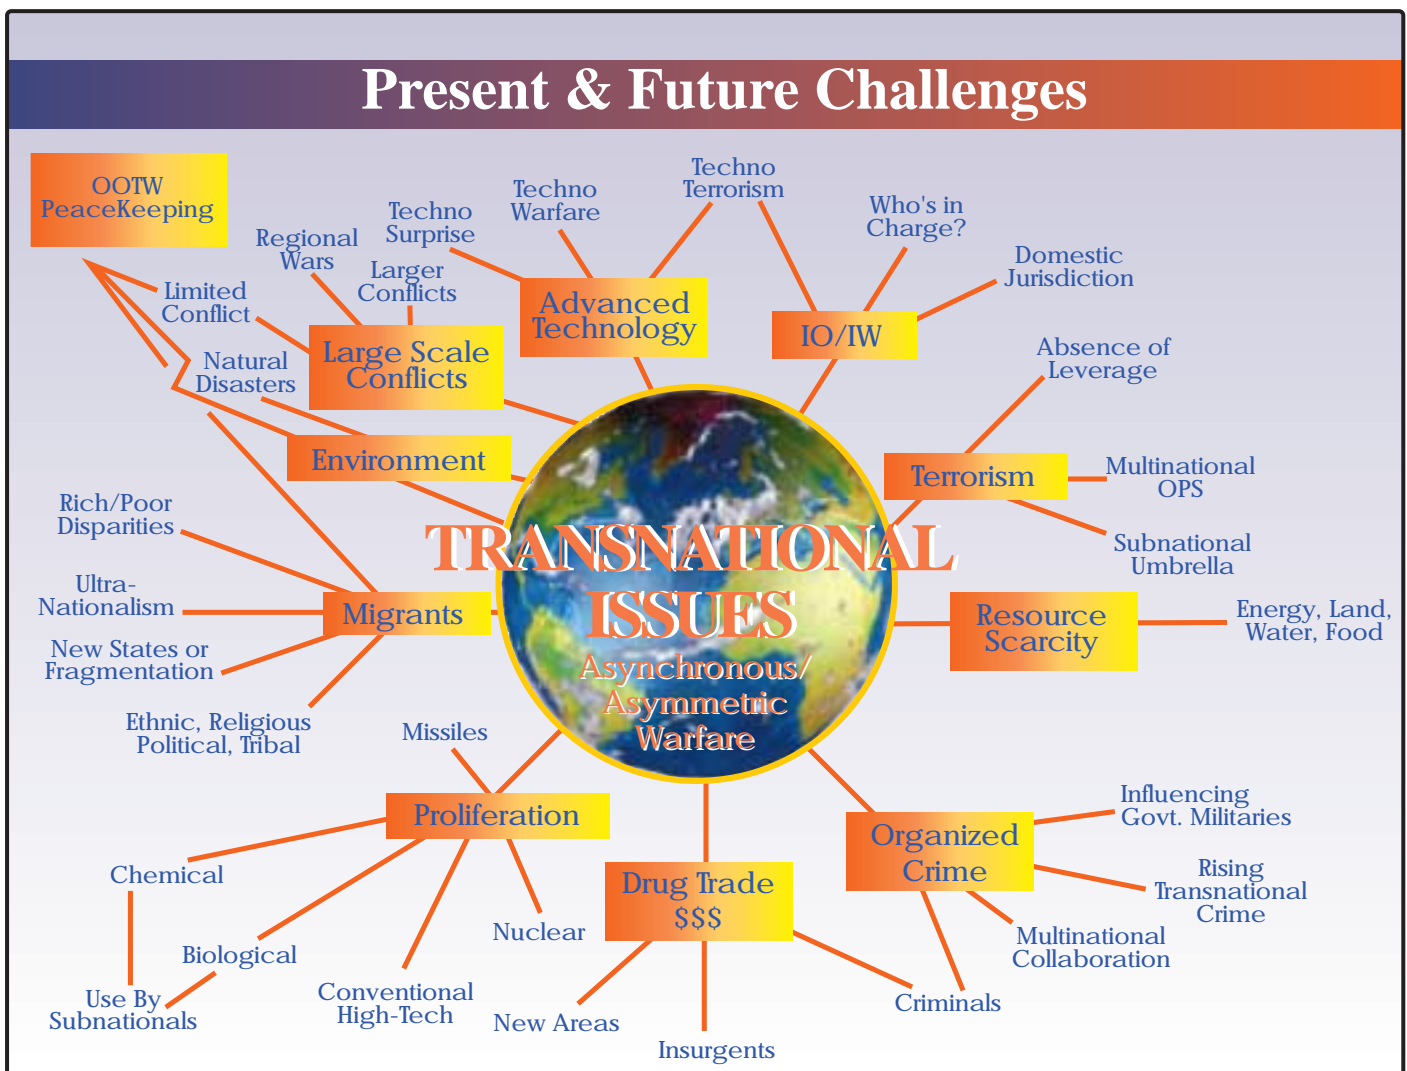 Present & Future Challenges
OOTW
PeaceKeeping
Regional
Wars
Limited
Conflict
Larger
Conflicts
Large Scale
Conflicts
Natural
Disasters
Environment
Techno
Surprise
Techno
Warfare
Techno
Terrorism
Advanced
Technology
Who's in
Charge?
Domestic
Jurisdiction
IO/IW
Absence of
Leverage
Terrorism
Multinational
OPS
Subnational
Umbrella
Resource
Scarcity
Energy, Land,
Water, Food
TRANSNATIONAL
ISSUES
Asynchronous/
Asymmetric
Warfare
Rich/Poor
Disparities
Ultra-
Nationalism
Migrants
New States or
Fragmentation
Ethnic, Religious
Political, Tribal
Missiles
Proliferation
Chemical
Biological
Use By
Subnationals
Conventional
High-Tech
Nuclear
Drug Trade
$$$
New Areas
Insurgents
Criminals
Organized
Crime
Influencing
Govt. Militaries
Rising
Transnational
Crime
Multinational
Collaboration